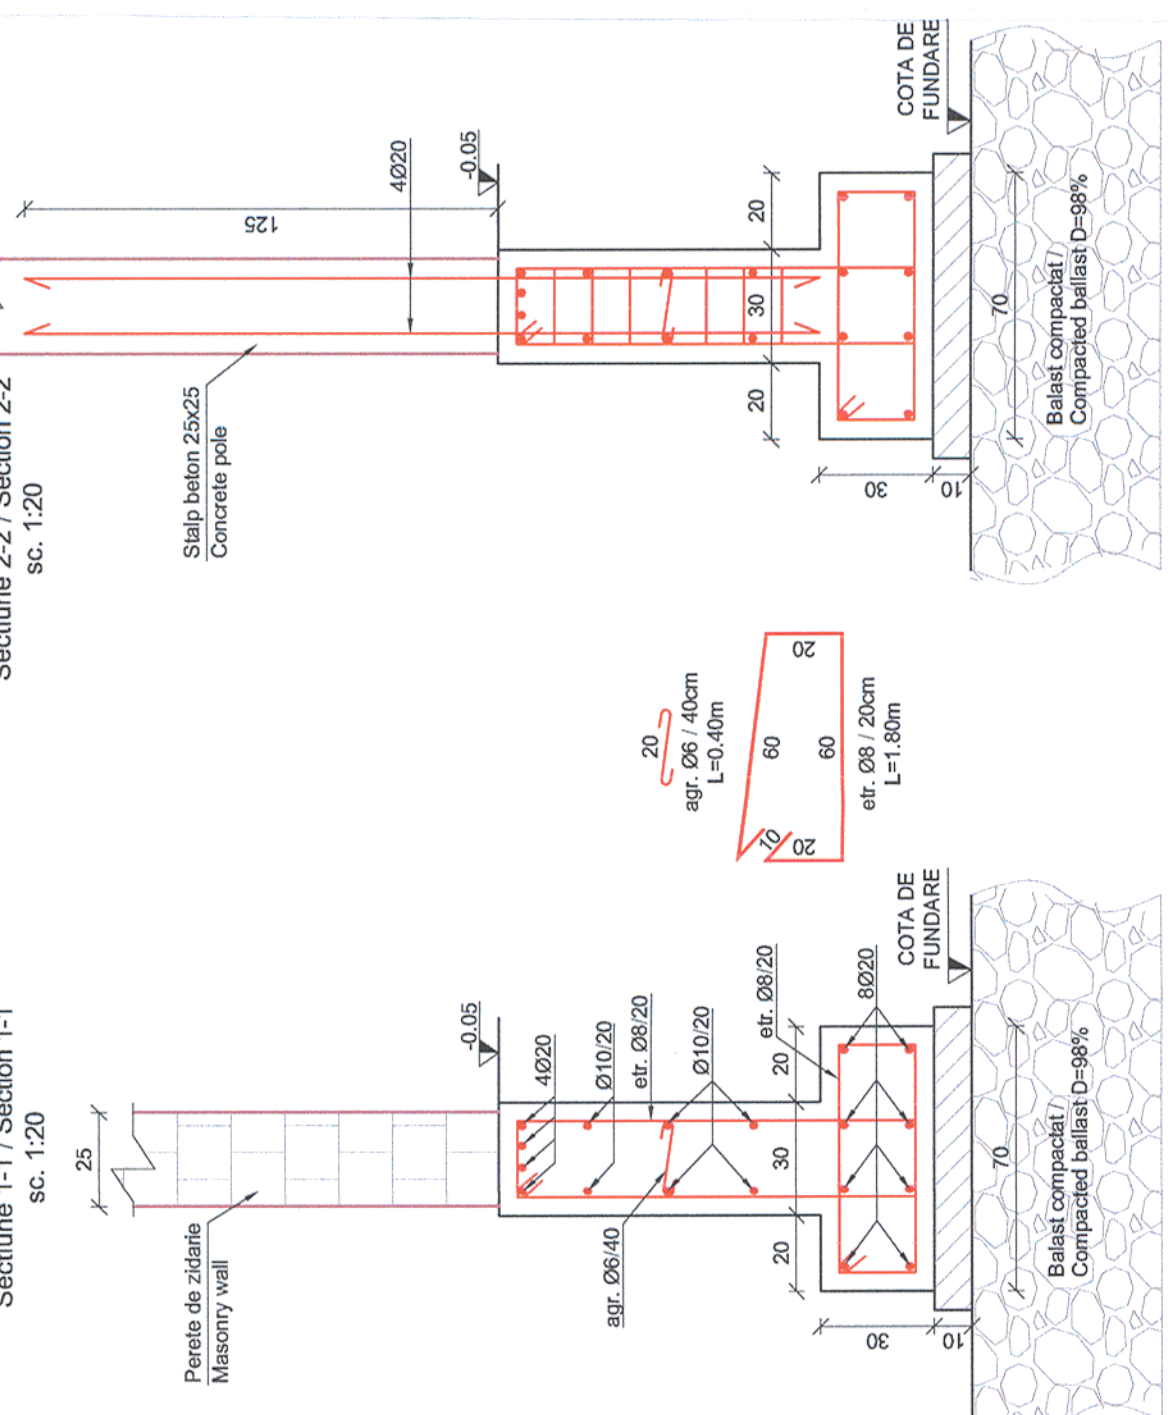 Sectiune 1-1 / Section 1-1
sc. 1:20
25
Perete de zidarie
Masonry wall
-0.05
4Ø20
Ø10/20
etr. Ø8/20
Ø10/20
agr. Ø6/40
etr. Ø8/20
8Ø20
20
30
20
COTA DE
FUNDARE
30
10
70
Balast compactat /
Compacted ballast D=98%
20
agr. Ø6 / 40cm
L=0.40m
60
60
20
20
10
etr. Ø8 / 20cm
L=1.80m
Sectiune 2-2 / Section 2-2
sc. 1:20
125
Stalp beton 25x25
Concrete pole
4Ø20
-0.05
20
30
20
COTA DE
FUNDARE
30
10
70
Balast compactat /
Compacted ballast D=98%